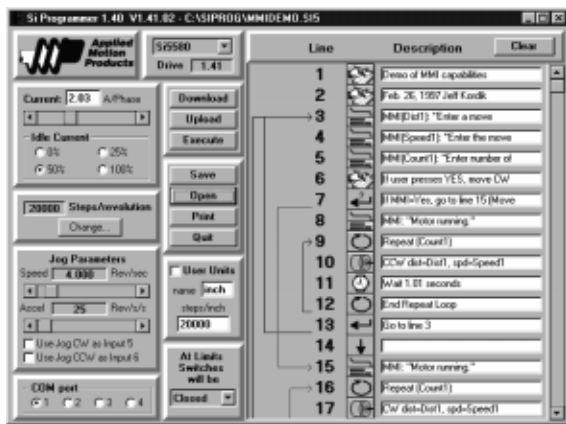 Si Programmer 1.40 V1.41.02 - C:\SIPROG\MMIDEMO.SI5
Applied
Motion
Products
Si5580
Drive 1.41
Current: 2.03 A/Phase
Idle Current
0% 25%
50% 100%
20000 Steps/revolution
Change...
Jog Parameters
Speed 4.000 Rev/sec
Accel 25 Rev/s/s
Use Jog CW as Input 5
Use Jog CCW as Input 6
COM port
1 2 3 4
Download
Upload
Execute
Save
Open
Print
Quit
User Units
name inch
steps/inch
20000
At Limits
Switches
will be
Closed
Line Description Clear
1 Demo of MMI capabilities
2 Feb. 26, 1997 Jeff Kordik
3 MMI(Dist1): "Enter a move
4 MMI(Speed1): "Enter the move
5 MMI(Count1): "Enter number of
6 If user presses YES, move CW
7 If MMI=Yes, go to line 15 (Move
8 MMI: "Motor running."
9 Repeat (Count1)
10 CCW dist=Dist1, spd=Speed1
11 Wait 1.01 seconds
12 End Repeat Loop
13 Go to line 3
14
15 MMI: "Motor running."
16 Repeat (Count1)
17 CW dist=Dist1, spd=Speed1